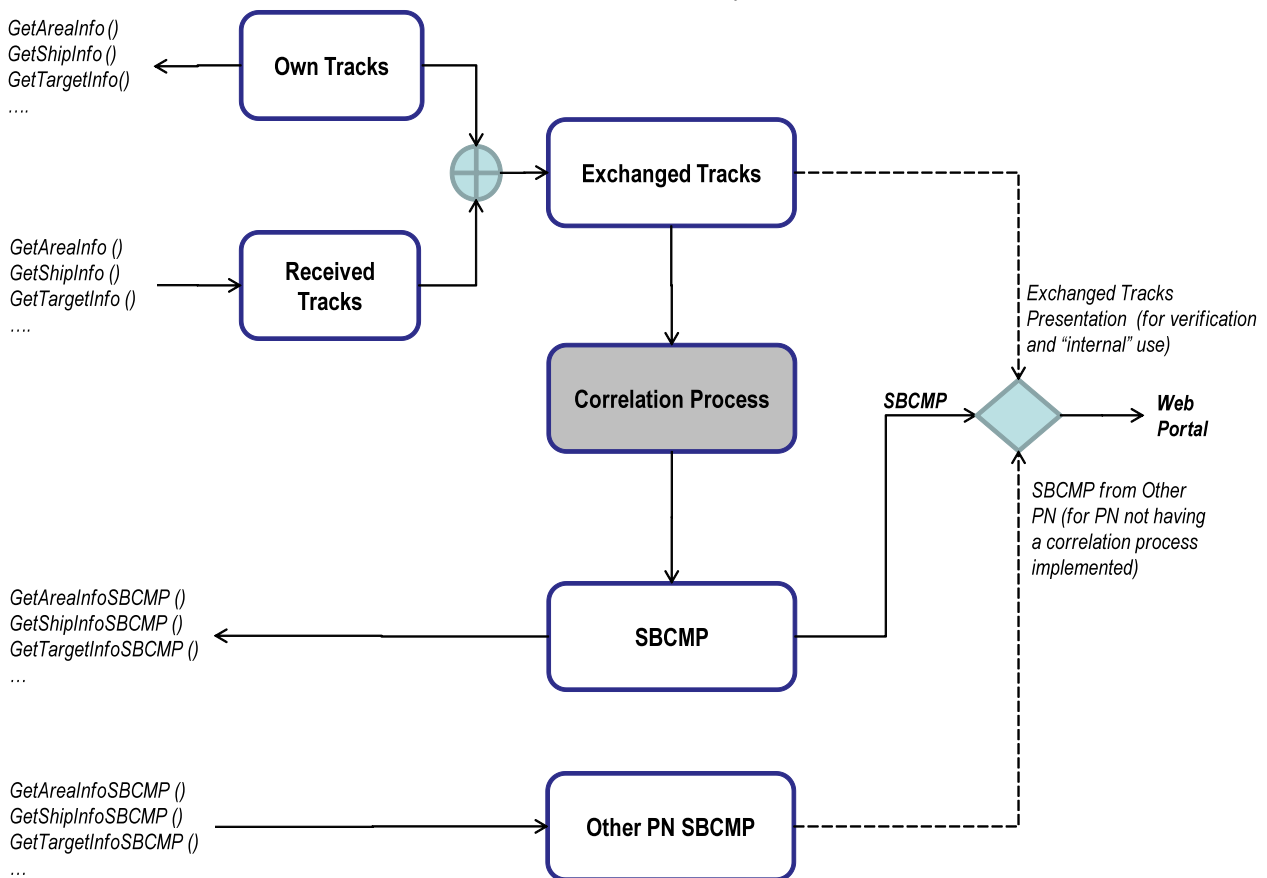 GetAreaInfo ()
GetShipInfo ()
GetTargetInfo()
….
Own Tracks
Exchanged Tracks
GetAreaInfo ()
GetShipInfo ()
GetTargetInfo ()
….
Received
Tracks
Exchanged Tracks
Presentation (for verification
and “internal” use)
Correlation Process
SBCMP
Web
Portal
SBCMP from Other
PN (for PN not having
a correlation process
implemented)
GetAreaInfoSBCMP ()
GetShipInfoSBCMP ()
GetTargetInfoSBCMP ()
…
SBCMP
GetAreaInfoSBCMP ()
GetShipInfoSBCMP ()
GetTargetInfoSBCMP ()
…
Other PN SBCMP